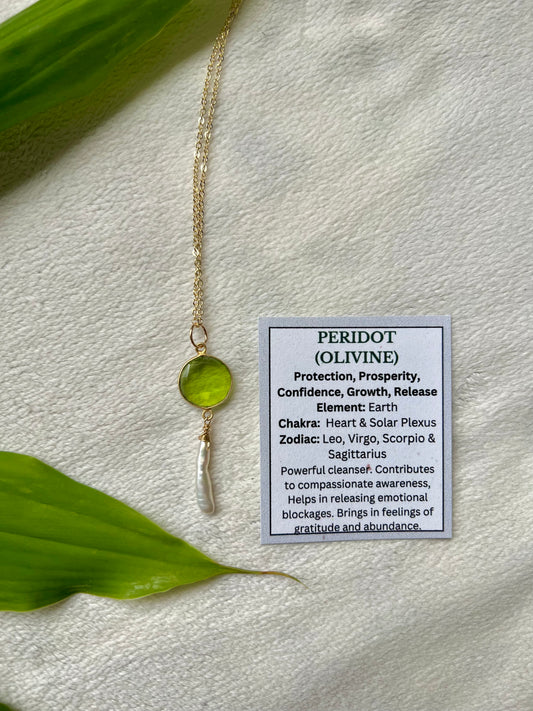 PERIDOT
(OLIVINE)
Protection, Prosperity,
Confidence, Growth, Release
Element: Earth
Chakra: Heart & Solar Plexus
Zodiac: Leo, Virgo, Scorpio &
Sagittarius
Powerful cleanser. Contributes
to compassionate awareness,
Helps in releasing emotional
blockages. Brings in feelings of
gratitude and abundance.